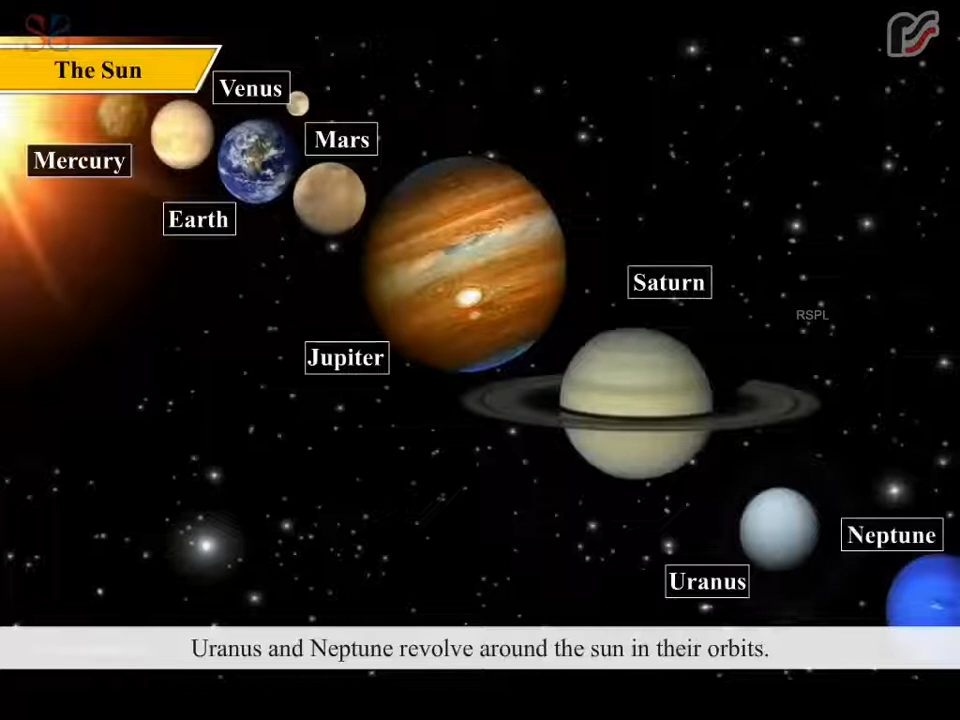 The Sun
Venus
Mars
Mercury
Earth
Saturn
RSPL
Jupiter
Neptune
Uranus
Uranus and Neptune revolve around the sun in their orbits.